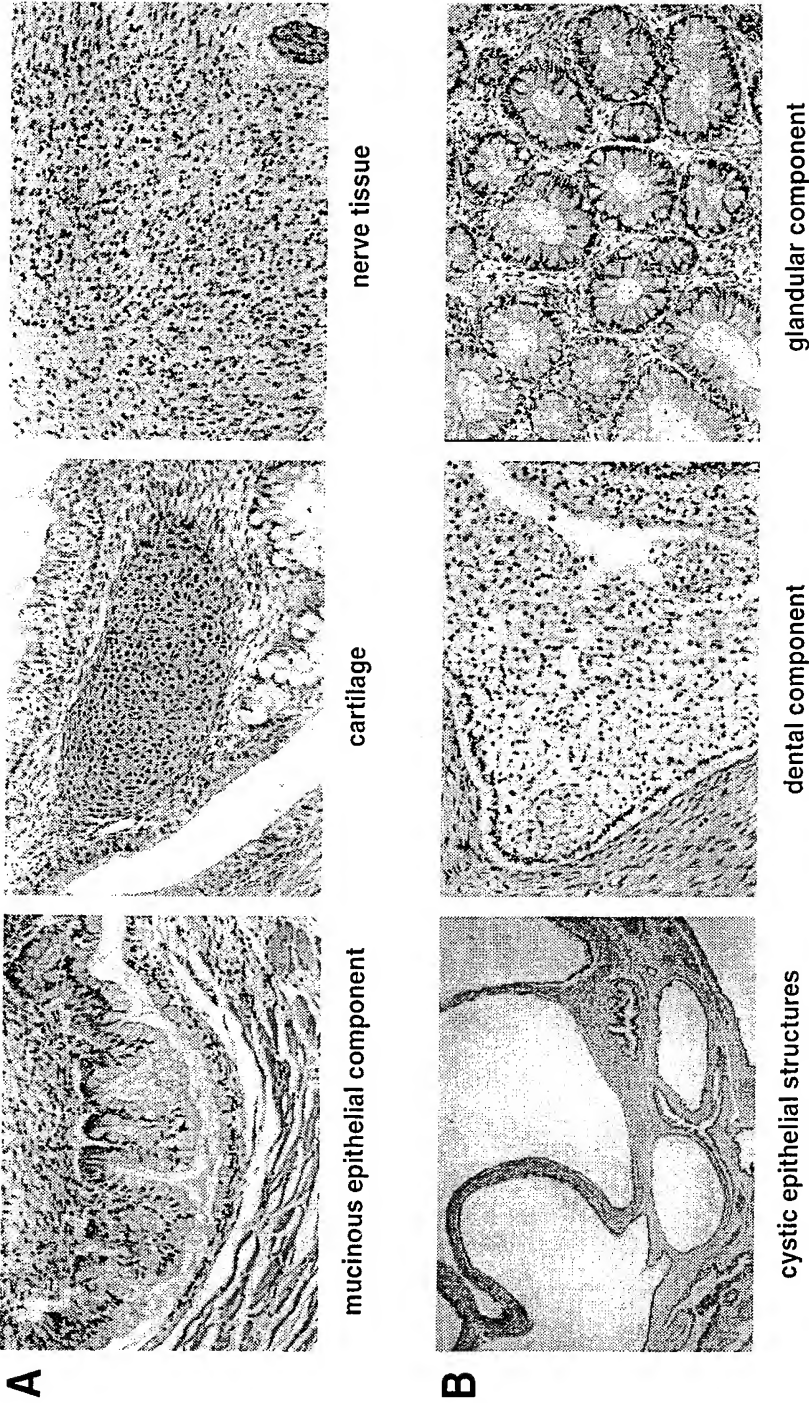 A
mucinous epithelial component
cartilage
nerve tissue
B
cystic epithelial structures
dental component
glandular component